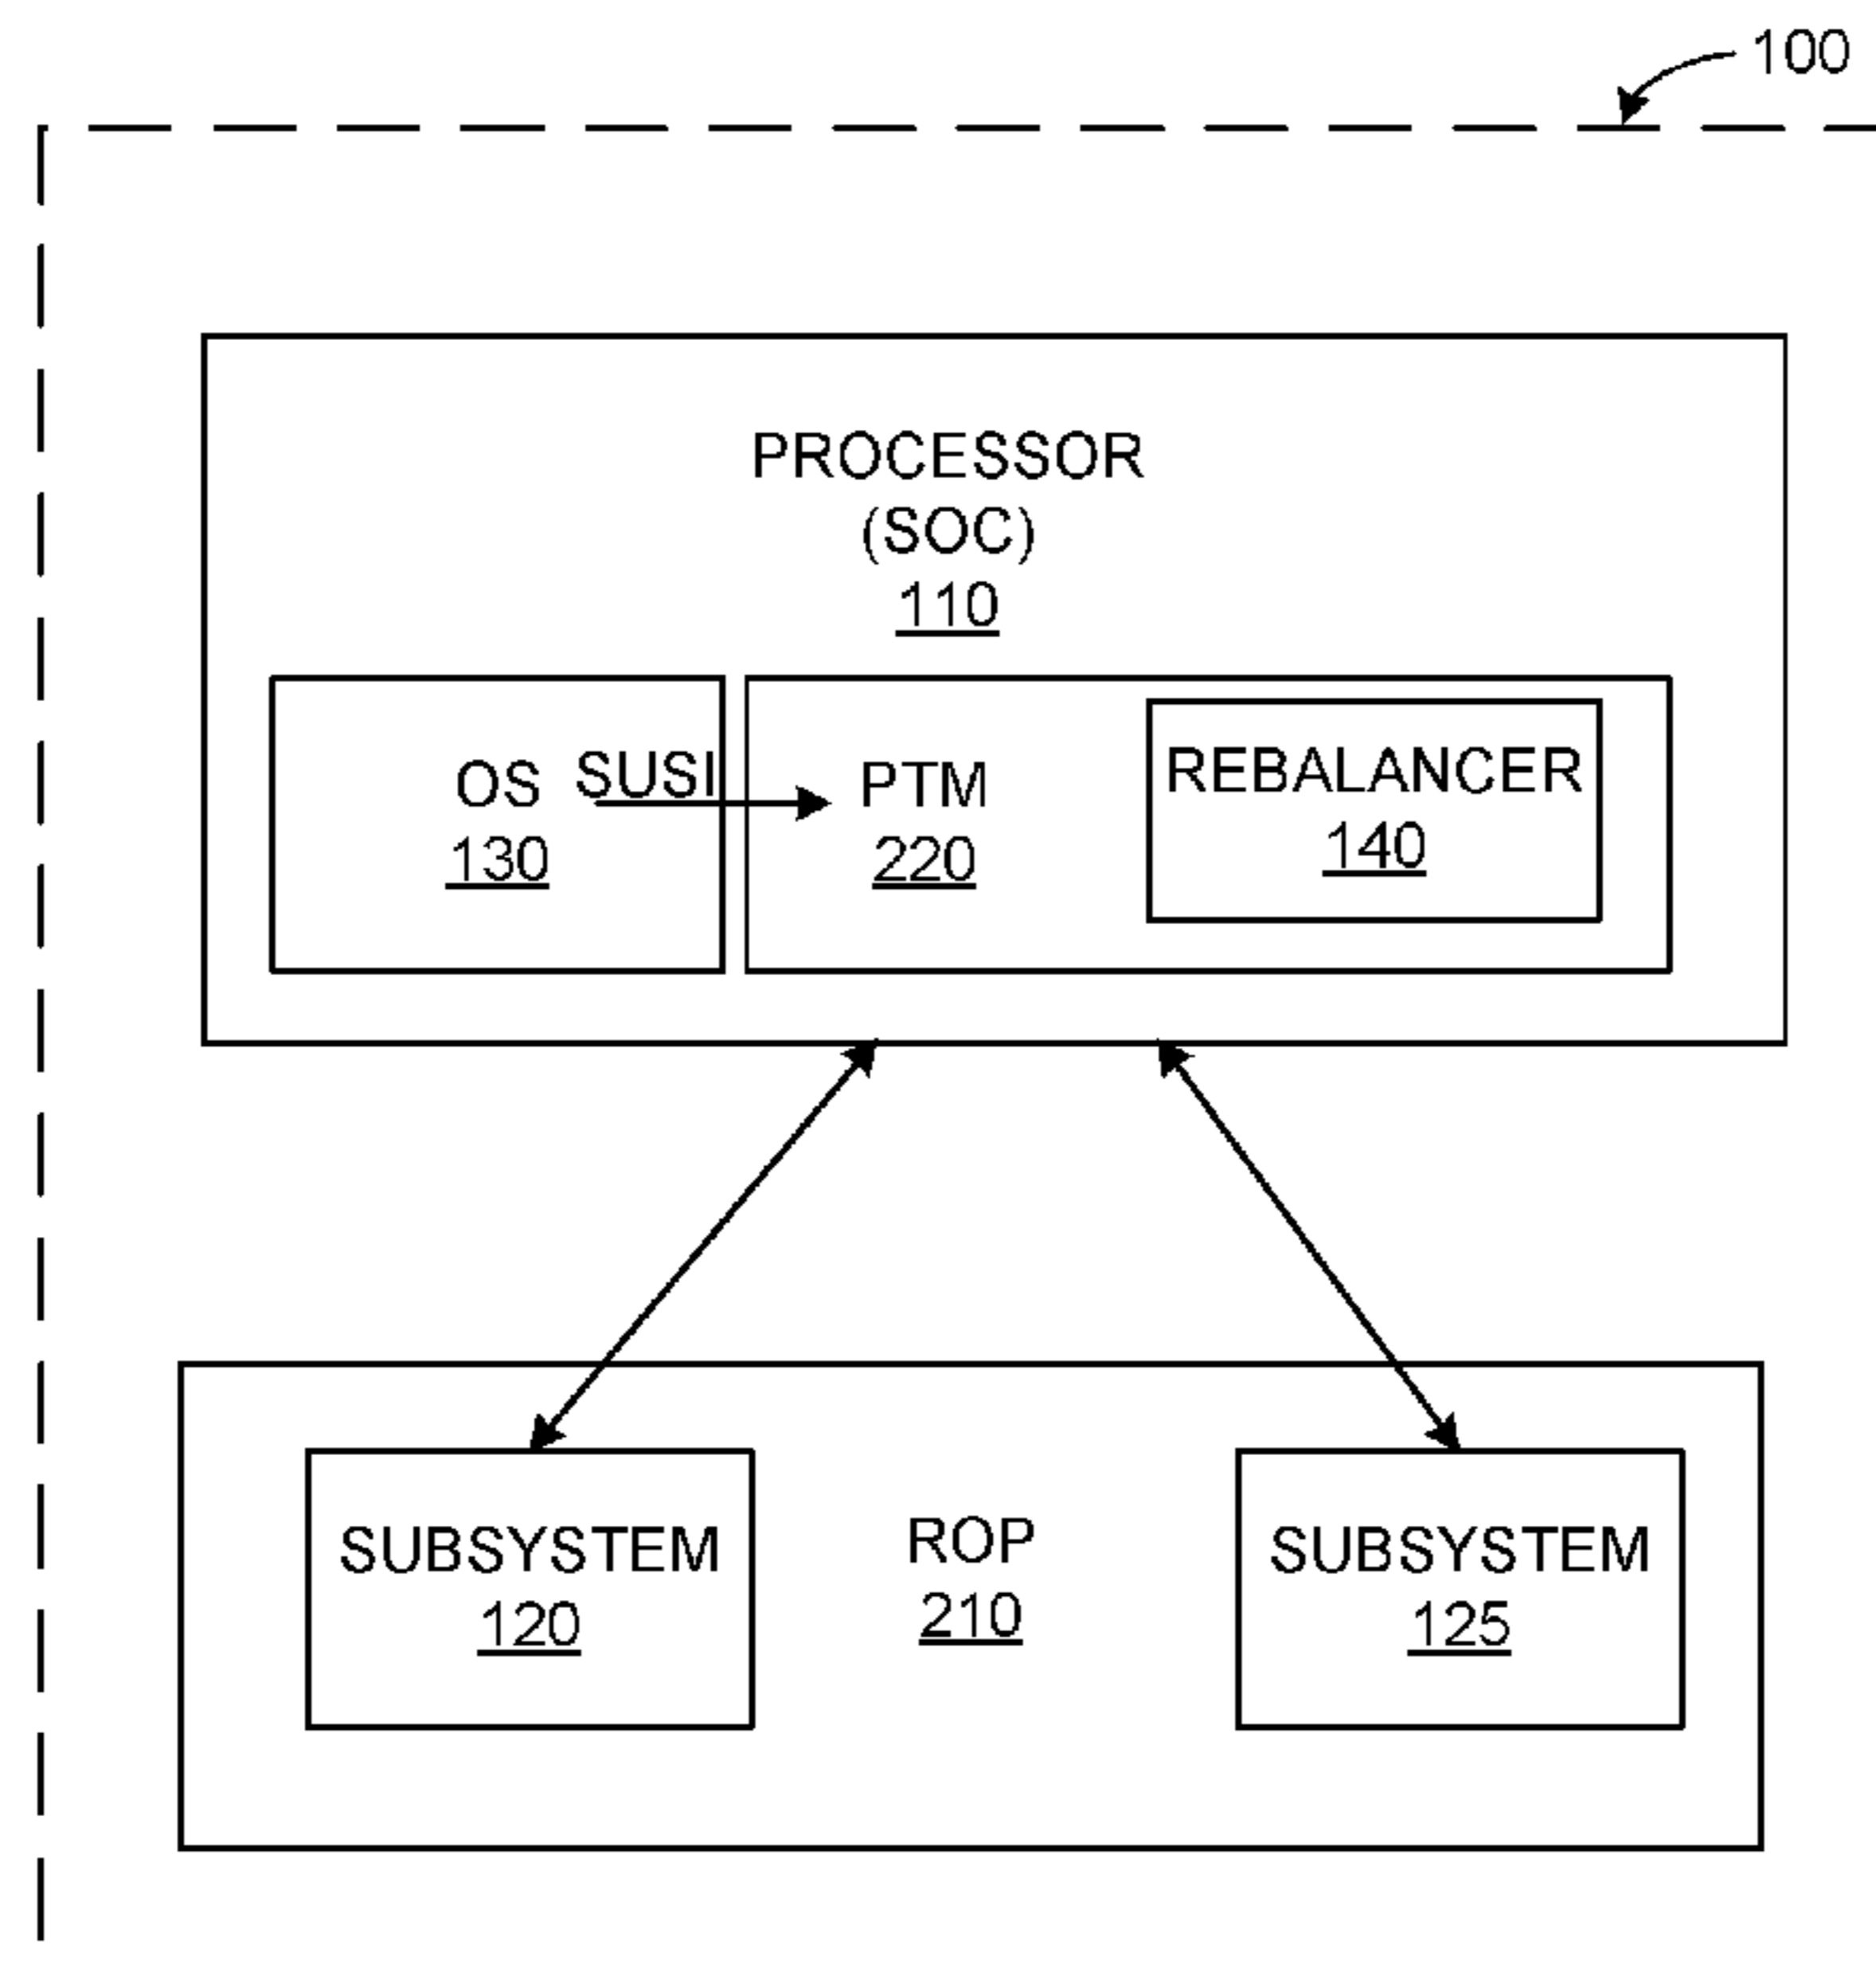 100
PROCESSOR
(SOC)
110
OS
130
SUSI
PTM
220
REBALANCER
140
SUBSYSTEM
120
ROP
210
SUBSYSTEM
125